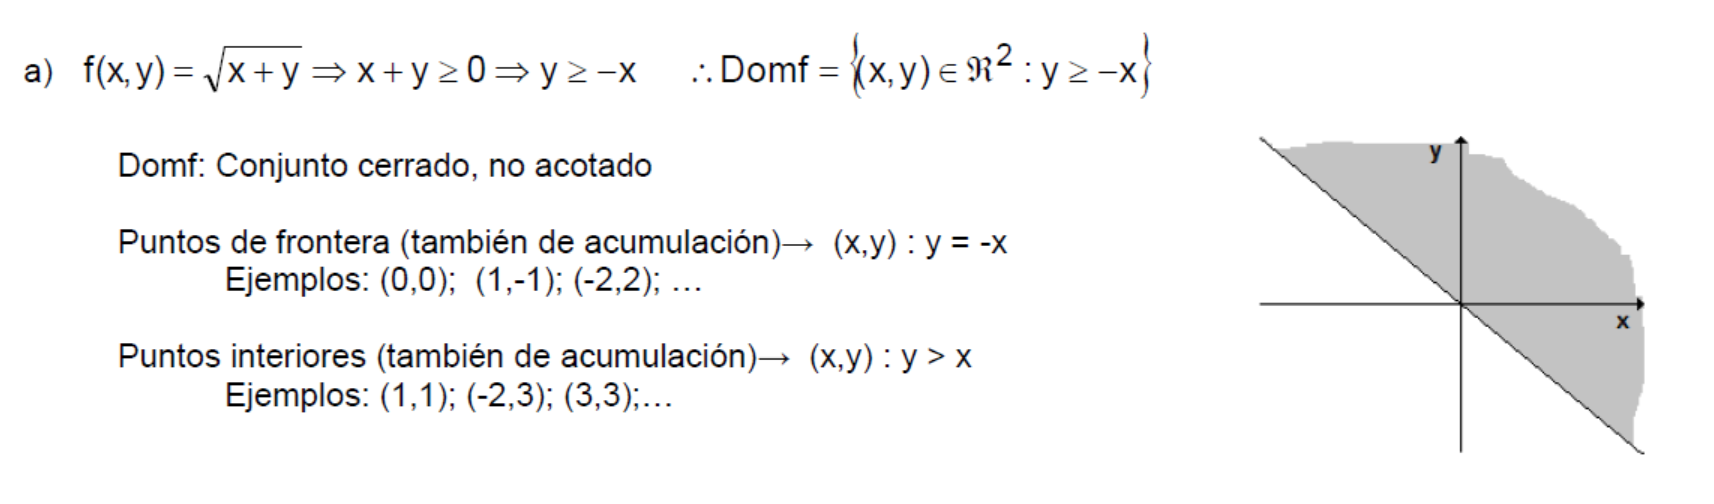 a) f(x,y) = √(x + y) ⇒ x + y ≥ 0 ⇒ y ≥ −x ∴ Domf = {(x,y) ∈ ℜ² : y ≥ −x}
Domf: Conjunto cerrado, no acotado
y
Puntos de frontera (también de acumulación)→ (x,y) : y = -x
Ejemplos: (0,0); (1,-1); (-2,2); …
x
Puntos interiores (también de acumulación)→ (x,y) : y > x
Ejemplos: (1,1); (-2,3); (3,3);…